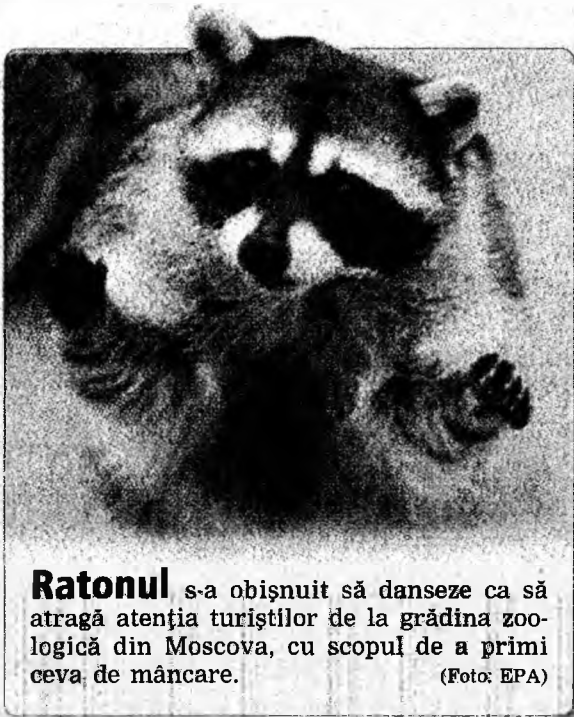 Ratonul s-a obişnuit să danseze ca să
atragă atenţia turiştilor de la grădina zoo-
logică din Moscova, cu scopul de a primi
ceva de mâncare. (Foto: EPA)